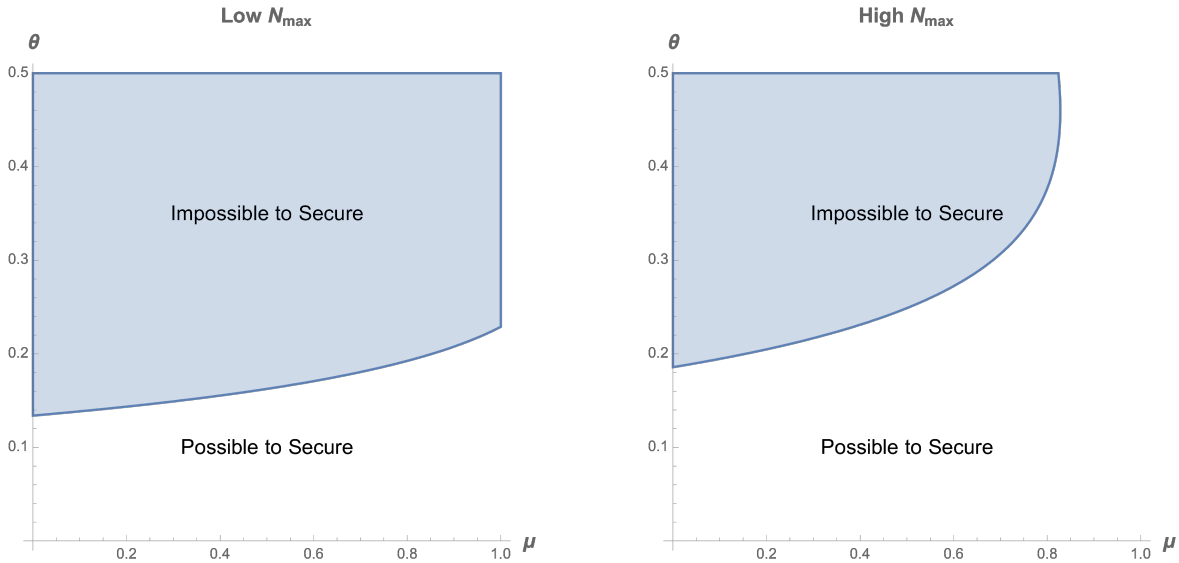 Low Nmax
θ
0.5
0.4
0.3
0.2
0.1
Impossible to Secure
Possible to Secure
0.2 0.4 0.6 0.8 1.0 μ
High Nmax
θ
0.5
0.4
0.3
0.2
0.1
Impossible to Secure
Possible to Secure
0.2 0.4 0.6 0.8 1.0 μ